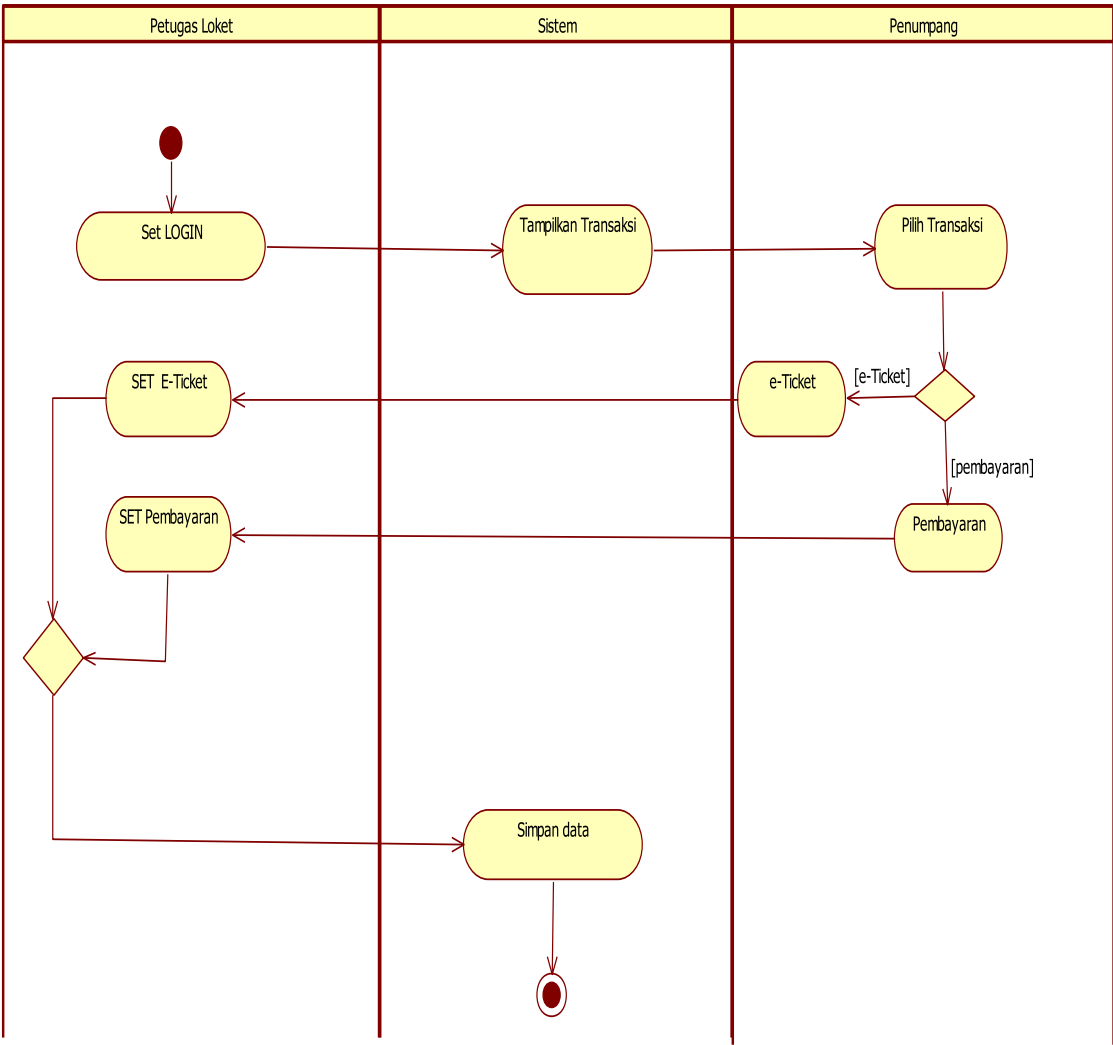 Petugas Loket
Sistem
Penumpang
Set LOGIN
Tampilkan Transaksi
Pilih Transaksi
SET  E-Ticket
e-Ticket
[e-Ticket]
[pembayaran]
SET Pembayaran
Pembayaran
Simpan data